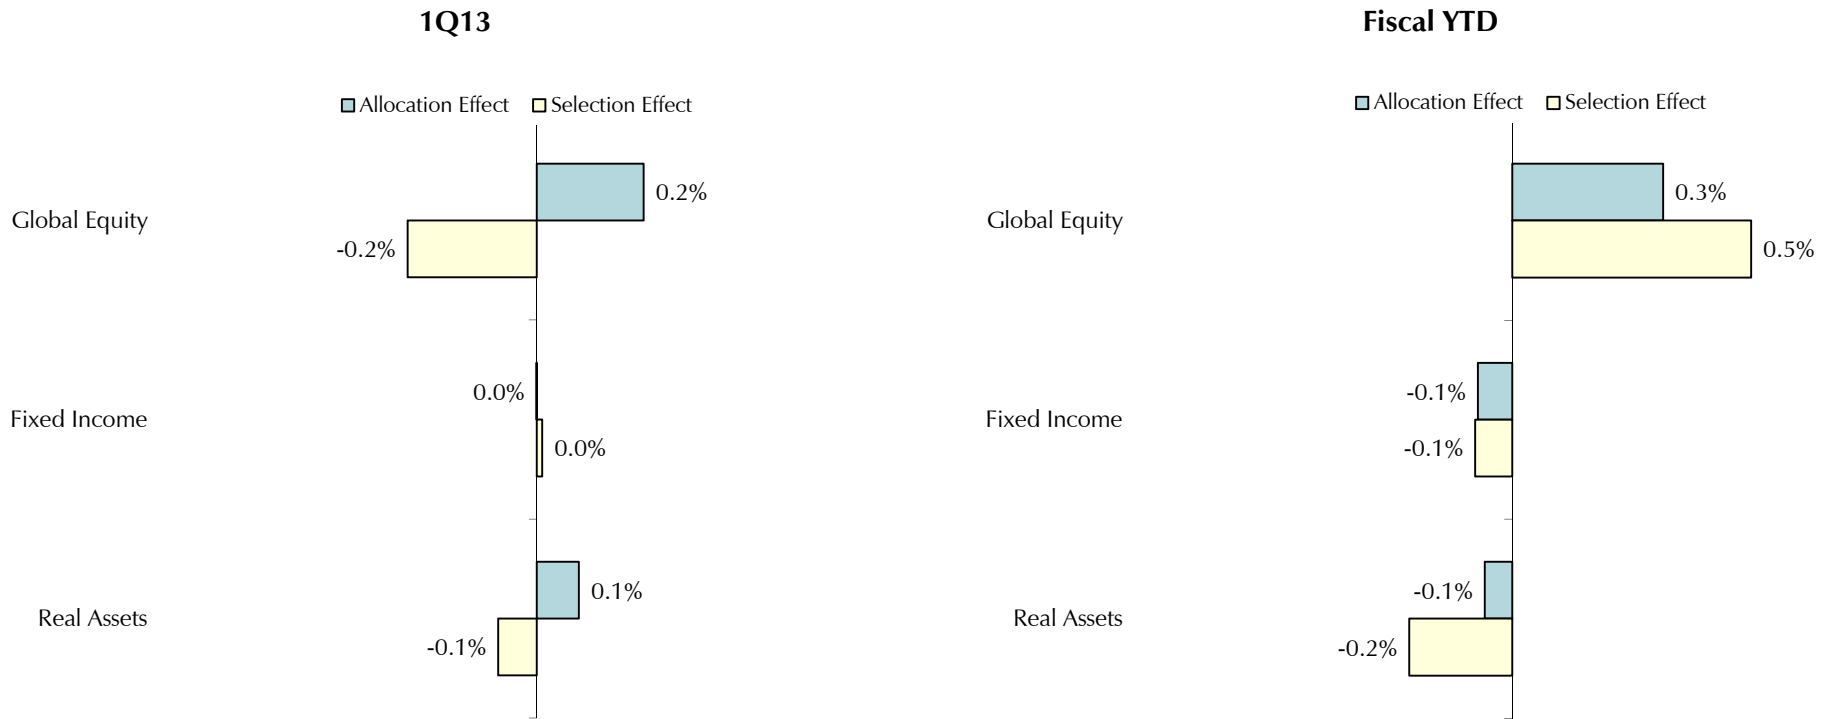 1Q13
Allocation Effect Selection Effect
Global Equity
0.2%
-0.2%
Fixed Income
0.0%
0.0%
Real Assets
0.1%
-0.1%
Fiscal YTD
Allocation Effect Selection Effect
Global Equity
0.3%
0.5%
Fixed Income
-0.1%
-0.1%
Real Assets
-0.1%
-0.2%